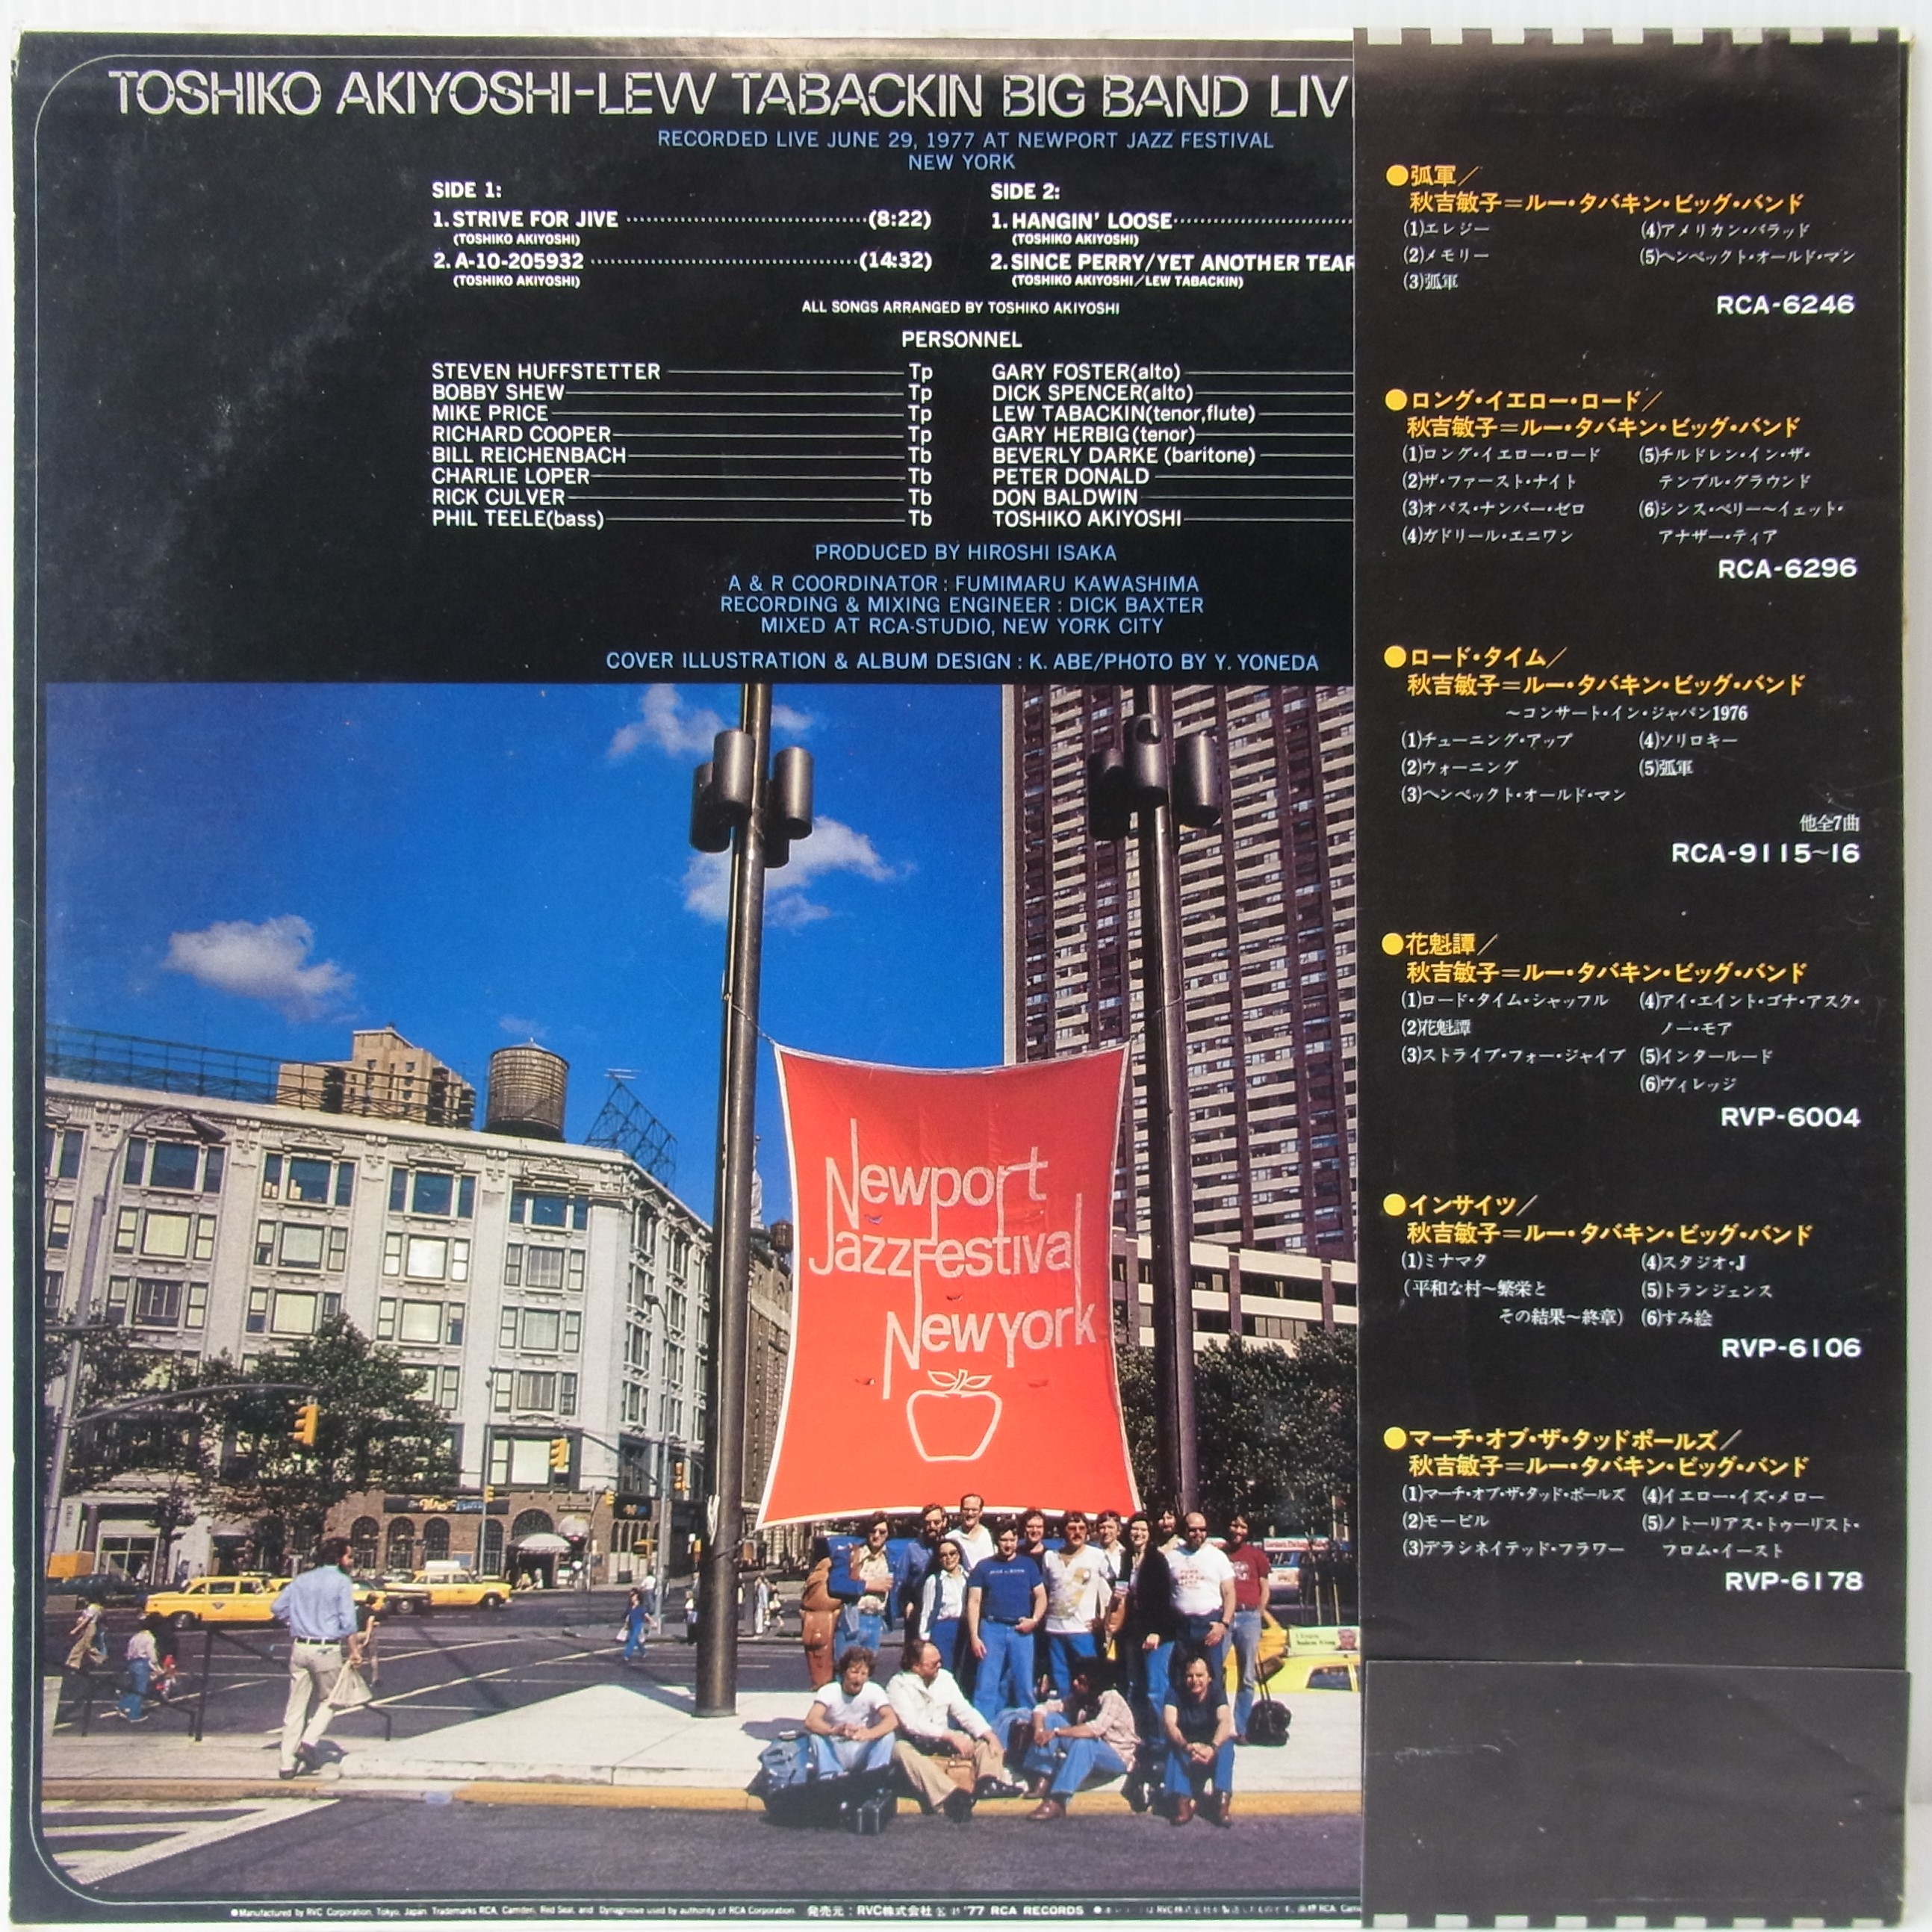 TOSHIKO AKIYOSHI-LEW TABACKIN BIG BAND LIV
RECORDED LIVE JUNE 29, 1977 AT NEWPORT JAZZ FESTIVAL
NEW YORK
SIDE 1:
1. STRIVE FOR JIVE (8:22)
(TOSHIKO AKIYOSHI)
2. A-10-205932 (14:32)
(TOSHIKO AKIYOSHI)
SIDE 2:
1. HANGIN' LOOSE
(TOSHIKO AKIYOSHI)
2. SINCE PERRY/YET ANOTHER TEAR
(TOSHIKO AKIYOSHI/LEW TABACKIN)
ALL SONGS ARRANGED BY TOSHIKO AKIYOSHI
PERSONNEL
STEVEN HUFFSTETTER Tp
BOBBY SHEW Tp
MIKE PRICE Tp
RICHARD COOPER Tp
BILL REICHENBACH Tb
CHARLIE LOPER Tb
RICK CULVER Tb
PHIL TEELE(bass) Tb
GARY FOSTER(alto)
DICK SPENCER(alto)
LEW TABACKIN(tenor,flute)
GARY HERBIG(tenor)
BEVERLY DARKE (baritone)
PETER DONALD
DON BALDWIN
TOSHIKO AKIYOSHI
PRODUCED BY HIROSHI ISAKA
A & R COORDINATOR : FUMIMARU KAWASHIMA
RECORDING & MIXING ENGINEER : DICK BAXTER
MIXED AT RCA-STUDIO, NEW YORK CITY
COVER ILLUSTRATION & ALBUM DESIGN : K. ABE/PHOTO BY Y. YONEDA
Newport
Jazz Festival
New york
●Manufactured by RVC Corporation, Tokyo, Japan. Trademarks RCA, Camden, Red Seal, and Dynagroove used by authority of RCA Corporation. 発売元：RVC株式会社 '77 RCA RECORDS
●弧軍／
秋吉敏子＝ルー・タバキン・ビッグ・バンド
(1)エレジー
(2)メモリー
(3)弧軍
(4)アメリカン・バラッド
(5)ヘンペックト・オールド・マン
RCA-6246
●ロング・イエロー・ロード／
秋吉敏子＝ルー・タバキン・ビッグ・バンド
(1)ロング・イエロー・ロード
(2)ザ・ファースト・ナイト
(3)オパス・ナンバー・ゼロ
(4)ガドリール・エニワン
(5)チルドレン・イン・ザ・
テンプル・グラウンド
(6)シンス・ペリー〜イェット・
アナザー・ティア
RCA-6296
●ロード・タイム／
秋吉敏子＝ルー・タバキン・ビッグ・バンド
〜コンサート・イン・ジャパン1976
(1)チューニング・アップ
(2)ウォーニング
(3)ヘンペックト・オールド・マン
(4)ソリロキー
(5)弧軍
他全7曲
RCA-9115~16
●花魁譚／
秋吉敏子＝ルー・タバキン・ビッグ・バンド
(1)ロード・タイム・シャッフル
(2)花魁譚
(3)ストライブ・フォー・ジャイブ
(4)アイ・エイント・ゴナ・アスク・
ノー・モア
(5)インタールード
(6)ヴィレッジ
RVP-6004
●インサイツ／
秋吉敏子＝ルー・タバキン・ビッグ・バンド
(1)ミナマタ
(平和な村〜繁栄と
その結果〜終章)
(4)スタジオ・J
(5)トランジェンス
(6)すみ絵
RVP-6106
●マーチ・オブ・ザ・タッドポールズ／
秋吉敏子＝ルー・タバキン・ビッグ・バンド
(1)マーチ・オブ・ザ・タッド・ポールズ
(2)モービル
(3)デラシネイテッド・フラワー
(4)イエロー・イズ・メロー
(5)ノトーリアス・トゥーリスト・
フロム・イースト
RVP-6178